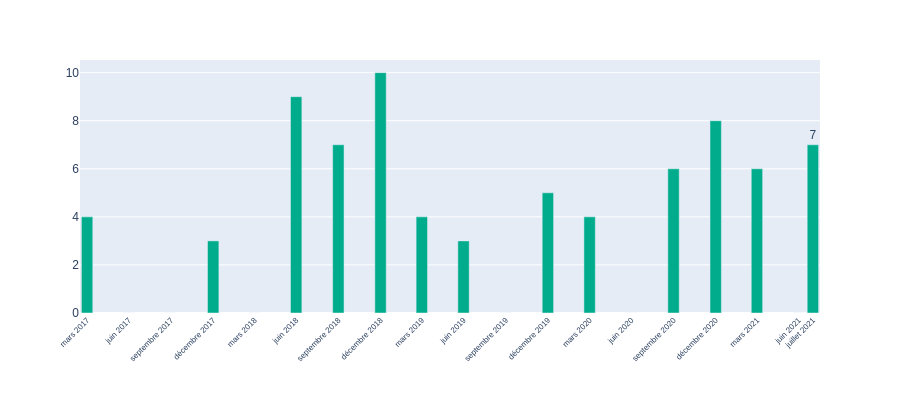 10
8
6
4
2
0
7
mars 2017
juin 2017
septembre 2017
décembre 2017
mars 2018
juin 2018
septembre 2018
décembre 2018
mars 2019
juin 2019
septembre 2019
décembre 2019
mars 2020
juin 2020
septembre 2020
décembre 2020
mars 2021
juin 2021
juillet 2021